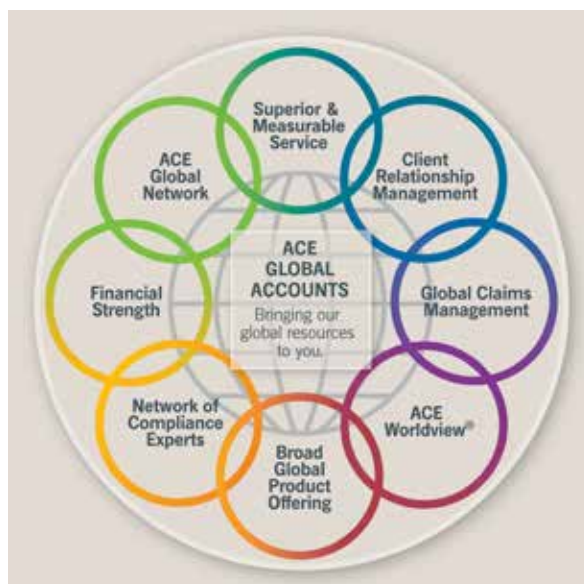 Superior &
Measurable
Service
Client
Relationship
Management
Global Claims
Management
ACE
Worldview®
Broad
Global
Product
Offering
Network of
Compliance
Experts
Financial
Strength
ACE
Global
Network
ACE
GLOBAL
ACCOUNTS
Bringing our
global resources
to you.